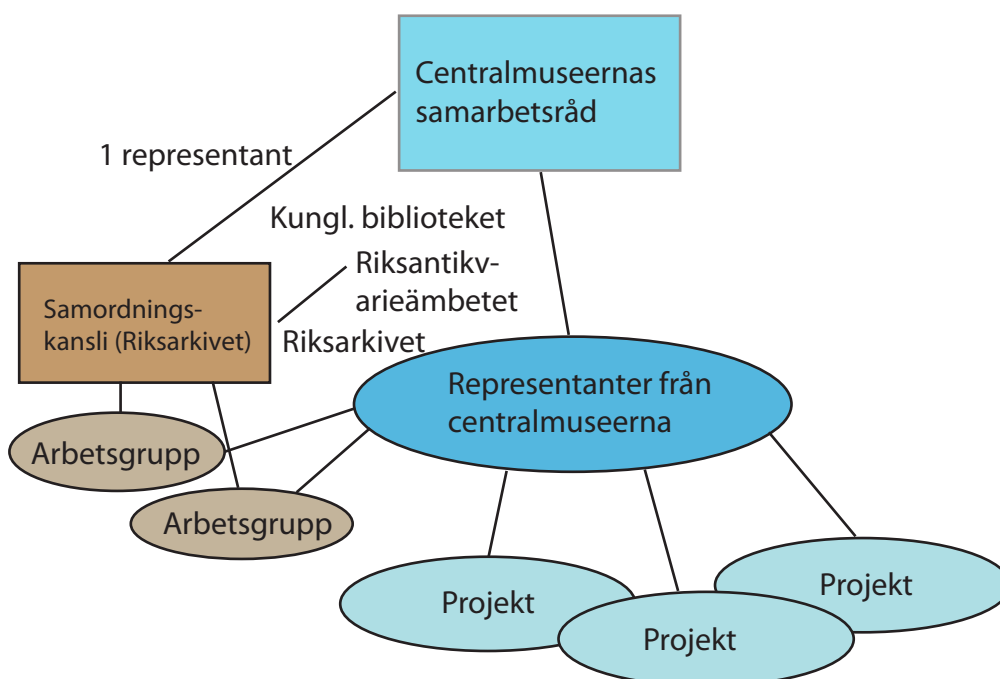 Centralmuseernas
samarbetsråd
1 representant
Kungl. biblioteket
Riksantikv-
arieämbetet
Riksarkivet
Samordnings-
kansli (Riksarkivet)
Representanter från
centralmuseerna
Arbetsgrupp
Arbetsgrupp
Projekt
Projekt
Projekt